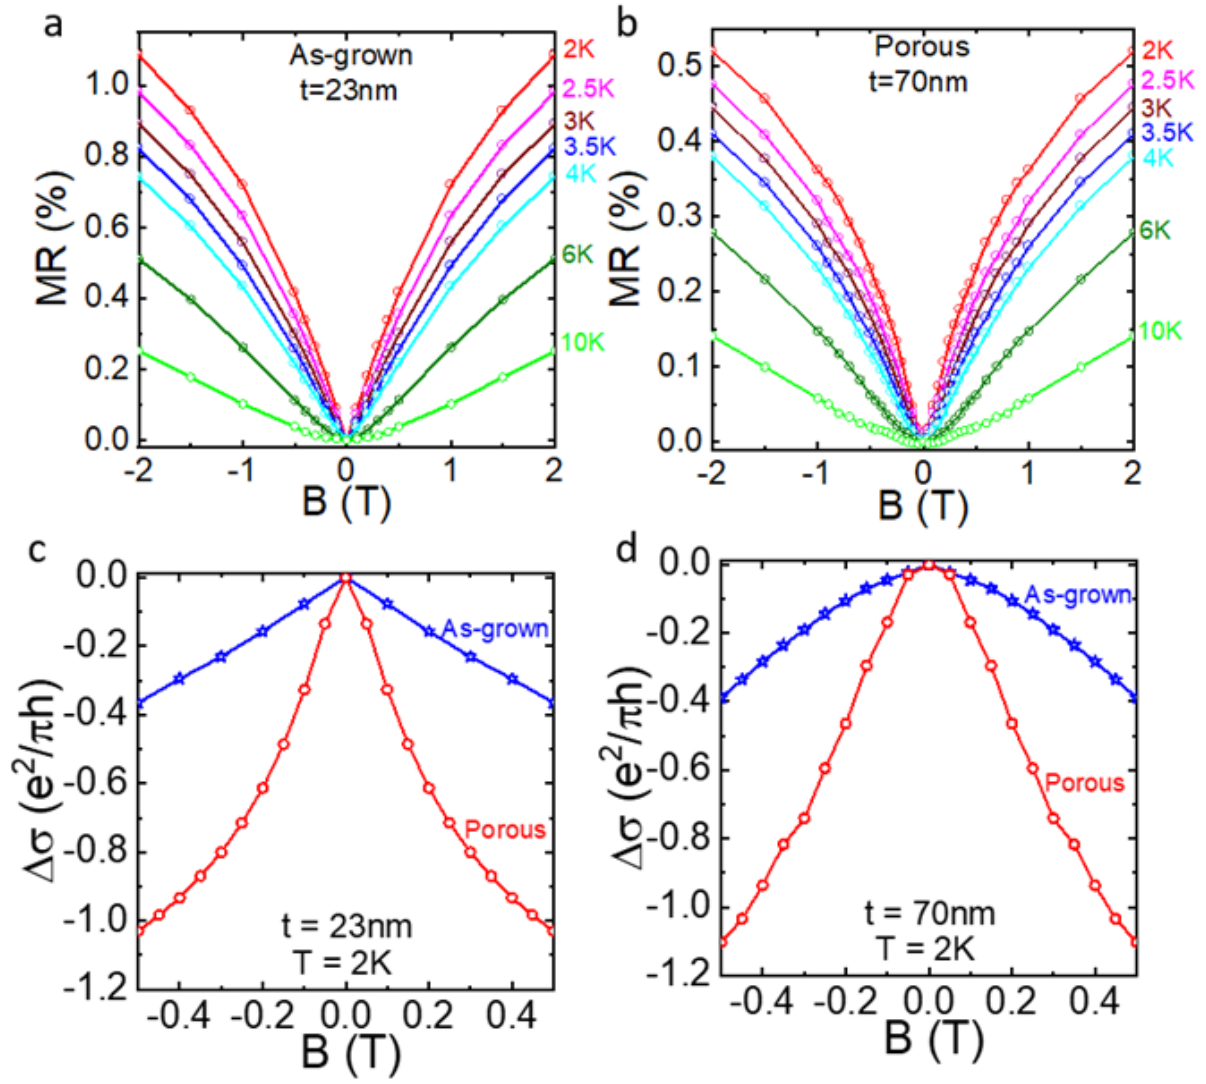 a
As-grown
t=23nm
2K
2.5K
3K
3.5K
4K
6K
10K
MR (%)
1.0
0.8
0.6
0.4
0.2
0.0
-2 -1 0 1 2
B (T)
b
Porous
t=70nm
2K
2.5K
3K
3.5K
4K
6K
10K
MR (%)
0.5
0.4
0.3
0.2
0.1
0.0
-2 -1 0 1 2
B (T)
c
Δσ (e²/πh)
0.0
-0.2
-0.4
-0.6
-0.8
-1.0
-1.2
As-grown
Porous
t = 23nm
T = 2K
-0.4 -0.2 0.0 0.2 0.4
B (T)
d
Δσ (e²/πh)
0.0
-0.2
-0.4
-0.6
-0.8
-1.0
-1.2
As-grown
Porous
t = 70nm
T = 2K
-0.4 -0.2 0.0 0.2 0.4
B (T)